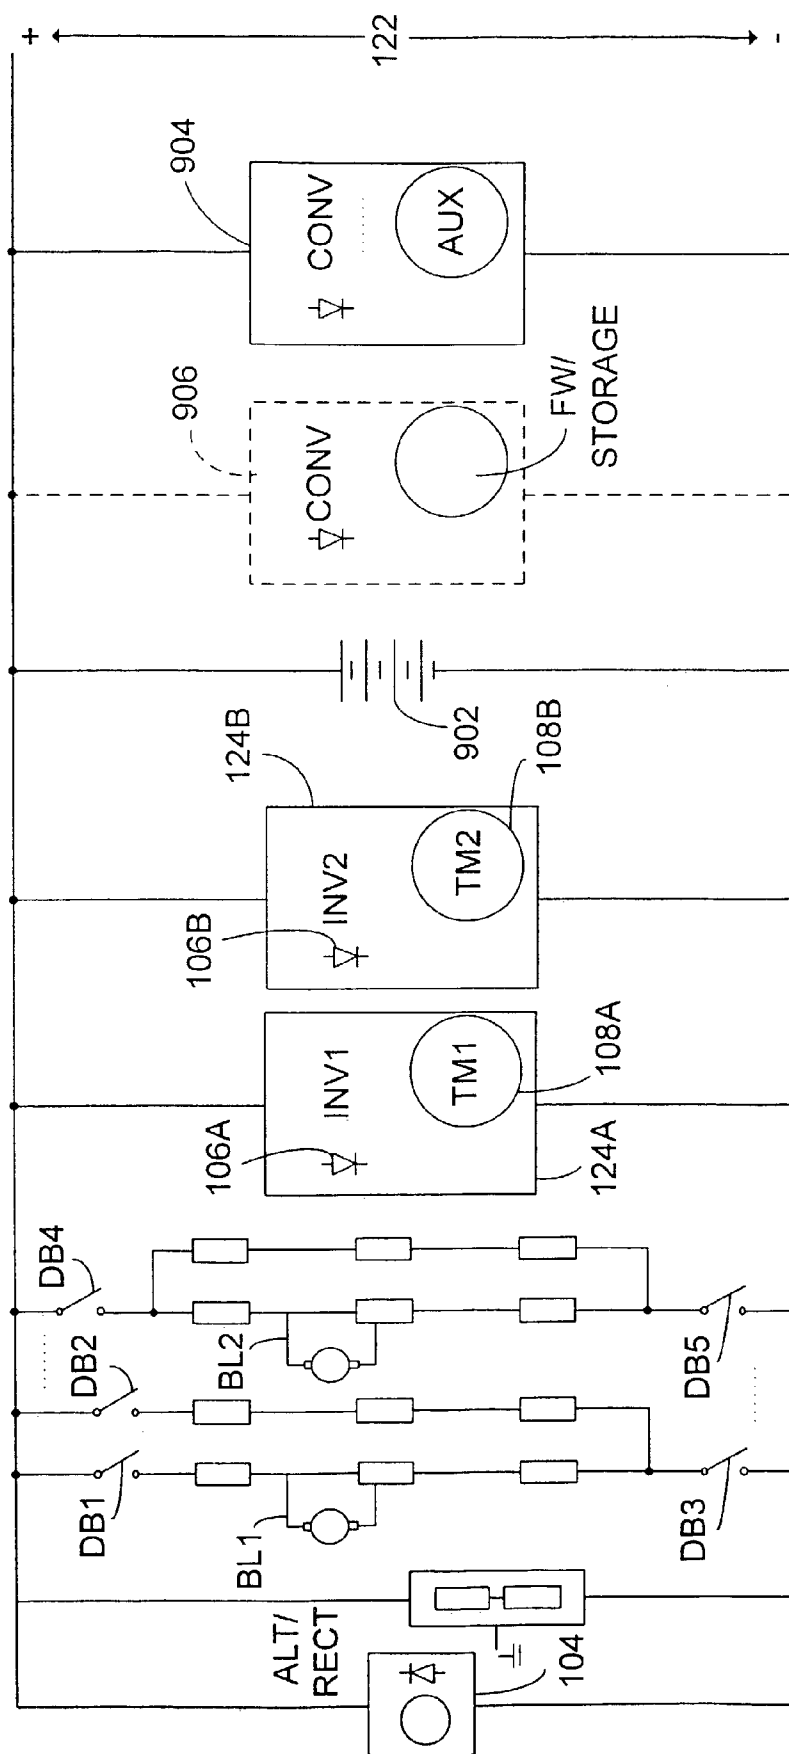 ALT/
RECT
104
DB1
BL1
DB3
DB2
BL2
DB4
DB5
106A
INV1
TM1
108A
124A
106B
INV2
TM2
108B
124B
902
906
CONV
FW/
STORAGE
904
CONV
AUX
+
122
-